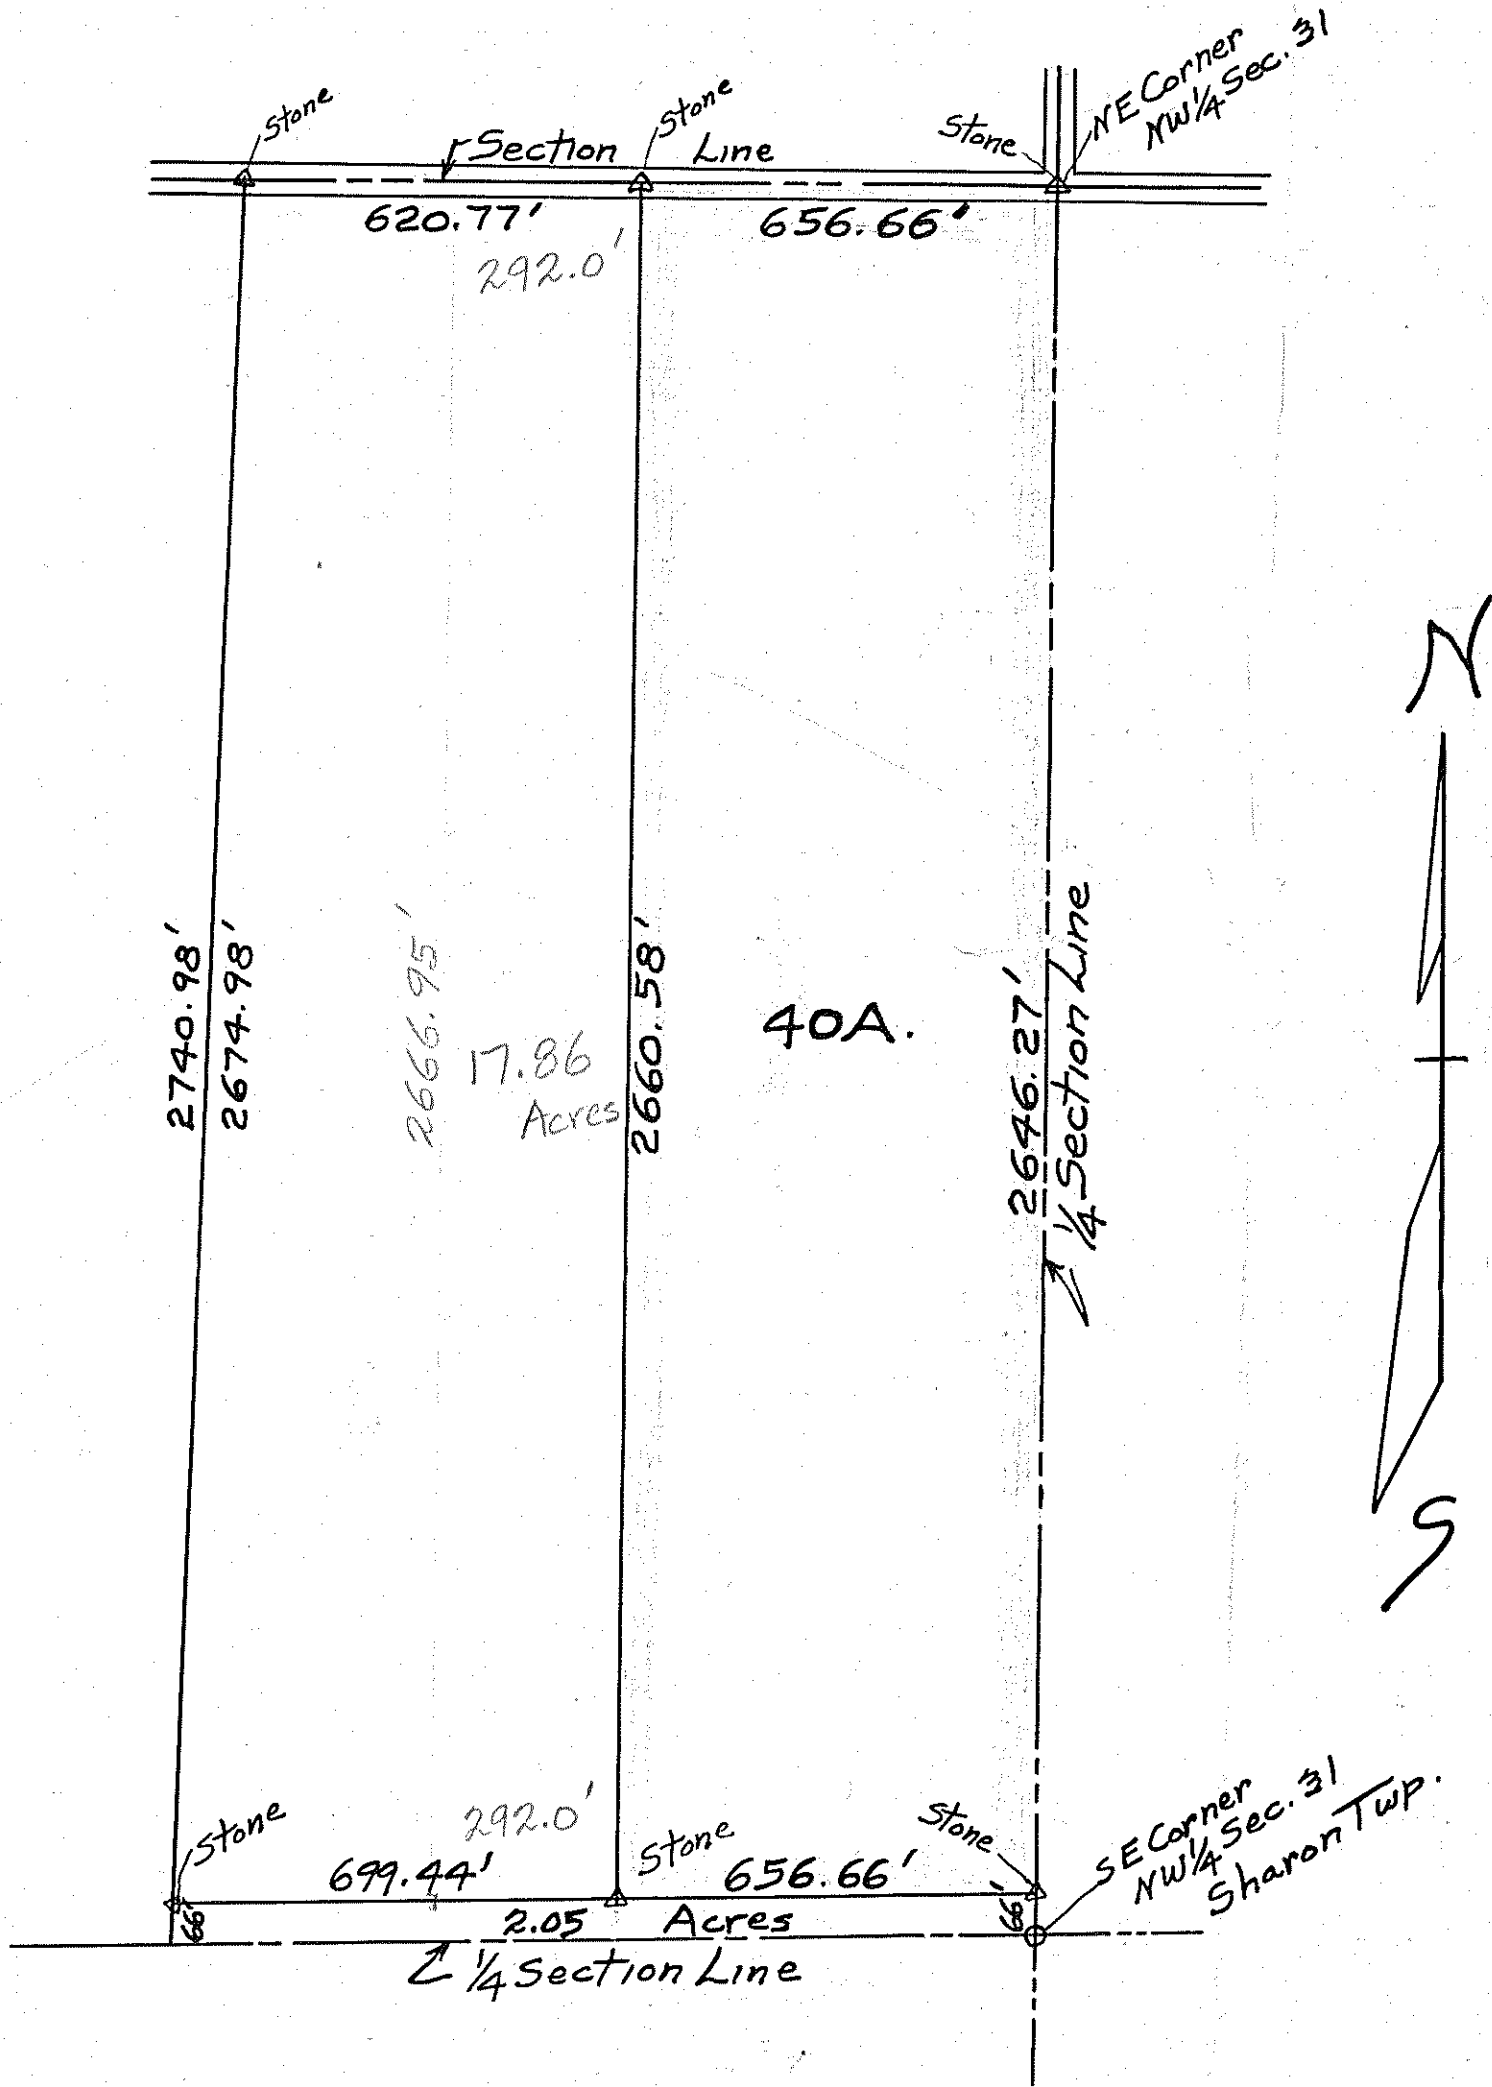 Stone
Stone
Stone
NE Corner
NW 1/4 Sec. 31
Section Line
620.77'
656.66'
292.0'
N
2740.98'
2674.98'
2666.95'
17.86
Acres
2660.58'
40A.
2646.27'
1/4 Section Line
S
292.0'
Stone
Stone
Stone
699.44'
656.66'
66'
2.05 Acres
66'
SE Corner
NW 1/4 Sec. 31
Sharon Twp.
1/4 Section Line